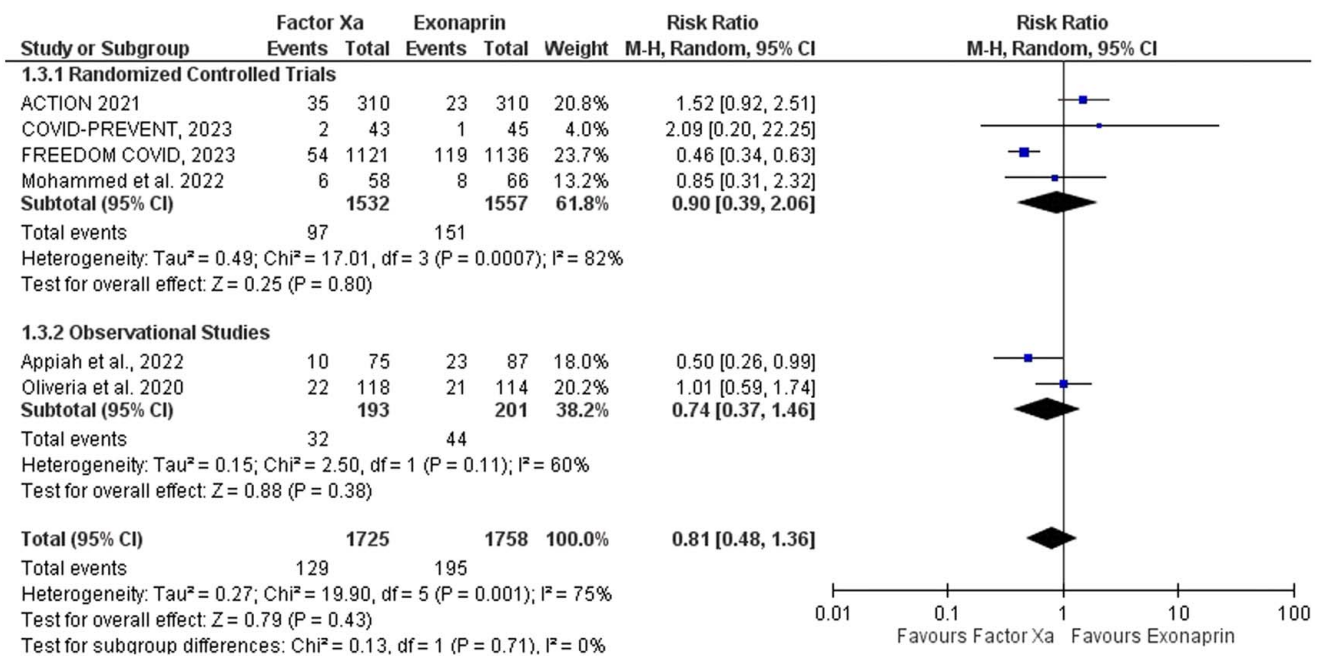 Factor Xa Exonaprin Risk Ratio Risk Ratio
Study or Subgroup Events Total Events Total Weight M-H, Random, 95% CI M-H, Random, 95% CI
1.3.1 Randomized Controlled Trials
ACTION 2021 35 310 23 310 20.8% 1.52 [0.92, 2.51]
COVID-PREVENT, 2023 2 43 1 45 4.0% 2.09 [0.20, 22.25]
FREEDOM COVID, 2023 54 1121 119 1136 23.7% 0.46 [0.34, 0.63]
Mohammed et al. 2022 6 58 8 66 13.2% 0.85 [0.31, 2.32]
Subtotal (95% CI) 1532 1557 61.8% 0.90 [0.39, 2.06]
Total events 97 151
Heterogeneity: Tau² = 0.49; Chi² = 17.01, df = 3 (P = 0.0007); I² = 82%
Test for overall effect: Z = 0.25 (P = 0.80)
1.3.2 Observational Studies
Appiah et al., 2022 10 75 23 87 18.0% 0.50 [0.26, 0.99]
Oliveria et al. 2020 22 118 21 114 20.2% 1.01 [0.59, 1.74]
Subtotal (95% CI) 193 201 38.2% 0.74 [0.37, 1.46]
Total events 32 44
Heterogeneity: Tau² = 0.15; Chi² = 2.50, df = 1 (P = 0.11); I² = 60%
Test for overall effect: Z = 0.88 (P = 0.38)
Total (95% CI) 1725 1758 100.0% 0.81 [0.48, 1.36]
Total events 129 195
Heterogeneity: Tau² = 0.27; Chi² = 19.90, df = 5 (P = 0.001); I² = 75%
Test for overall effect: Z = 0.79 (P = 0.43)
Test for subgroup differences: Chi² = 0.13, df = 1 (P = 0.71), I² = 0%
0.01 0.1 1 10 100
Favours Factor Xa Favours Exonaprin